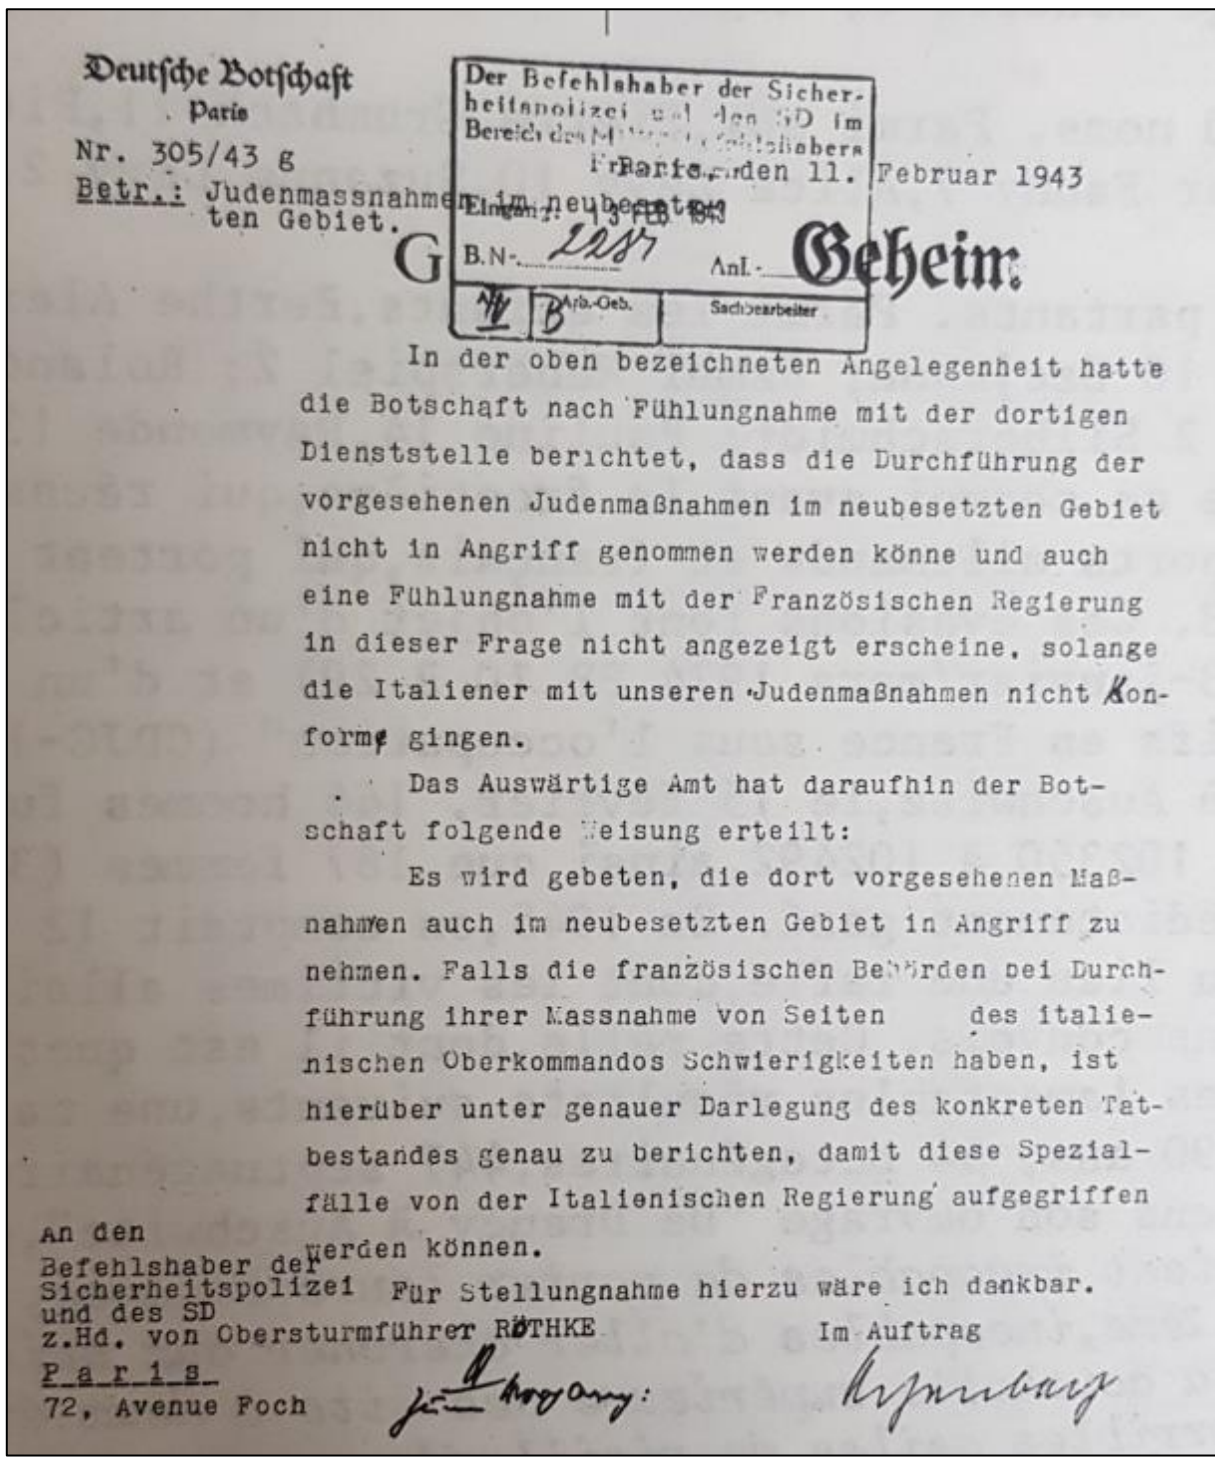 Deutsche Botschaft
Paris
Nr. 305/43 g
Betr.: Judenmassnahmen im neubesetz-
ten Gebiet.
Der Befehlshaber der Sicher-
heitspolizei und den SD im
Bereich des Militärbefehlshabers
Paris, den 11. Februar 1943
Eingang: 13 FEB 1943
B.N-. 2287 Anl.-
G
Geheim.
IV B Arb.-Geb. Sachbearbeiter
In der oben bezeichneten Angelegenheit hatte
die Botschaft nach Fühlungnahme mit der dortigen
Dienststelle berichtet, dass die Durchführung der
vorgesehenen Judenmaßnahmen im neubesetzten Gebiet
nicht in Angriff genommen werden könne und auch
eine Fühlungnahme mit der Französischen Regierung
in dieser Frage nicht angezeigt erscheine, solange
die Italiener mit unseren Judenmaßnahmen nicht Kon-
form gingen.
Das Auswärtige Amt hat daraufhin der Bot-
schaft folgende Weisung erteilt:
Es wird gebeten, die dort vorgesehenen Maß-
nahmen auch im neubesetzten Gebiet in Angriff zu
nehmen. Falls die französischen Behörden bei Durch-
führung ihrer Massnahme von Seiten des italie-
nischen Oberkommandos Schwierigkeiten haben, ist
hierüber unter genauer Darlegung des konkreten Tat-
bestandes genau zu berichten, damit diese Spezial-
fälle von der Italienischen Regierung aufgegriffen
werden können.
Für Stellungnahme hierzu wäre ich dankbar.
An den
Befehlshaber der
Sicherheitspolizei
und des SD
z.Hd. von Obersturmführer RÖTHKE
Paris
72, Avenue Foch
Im Auftrag